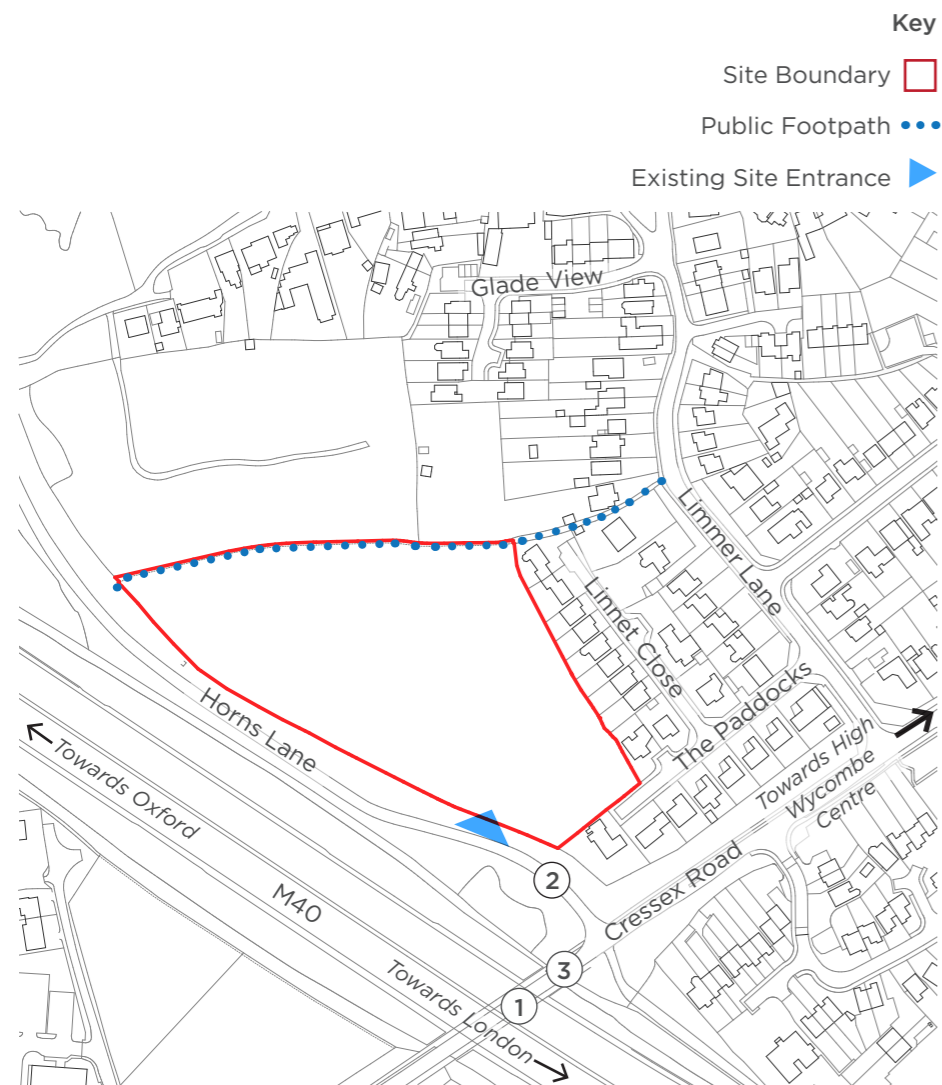 Key
Site Boundary
Public Footpath
Existing Site Entrance
Glade View
Limmer Lane
Linnet Close
Horns Lane
The Paddocks
Towards High
Wycombe
Centre
Towards Oxford
Cressex Road
2
M40
3
1
Towards London